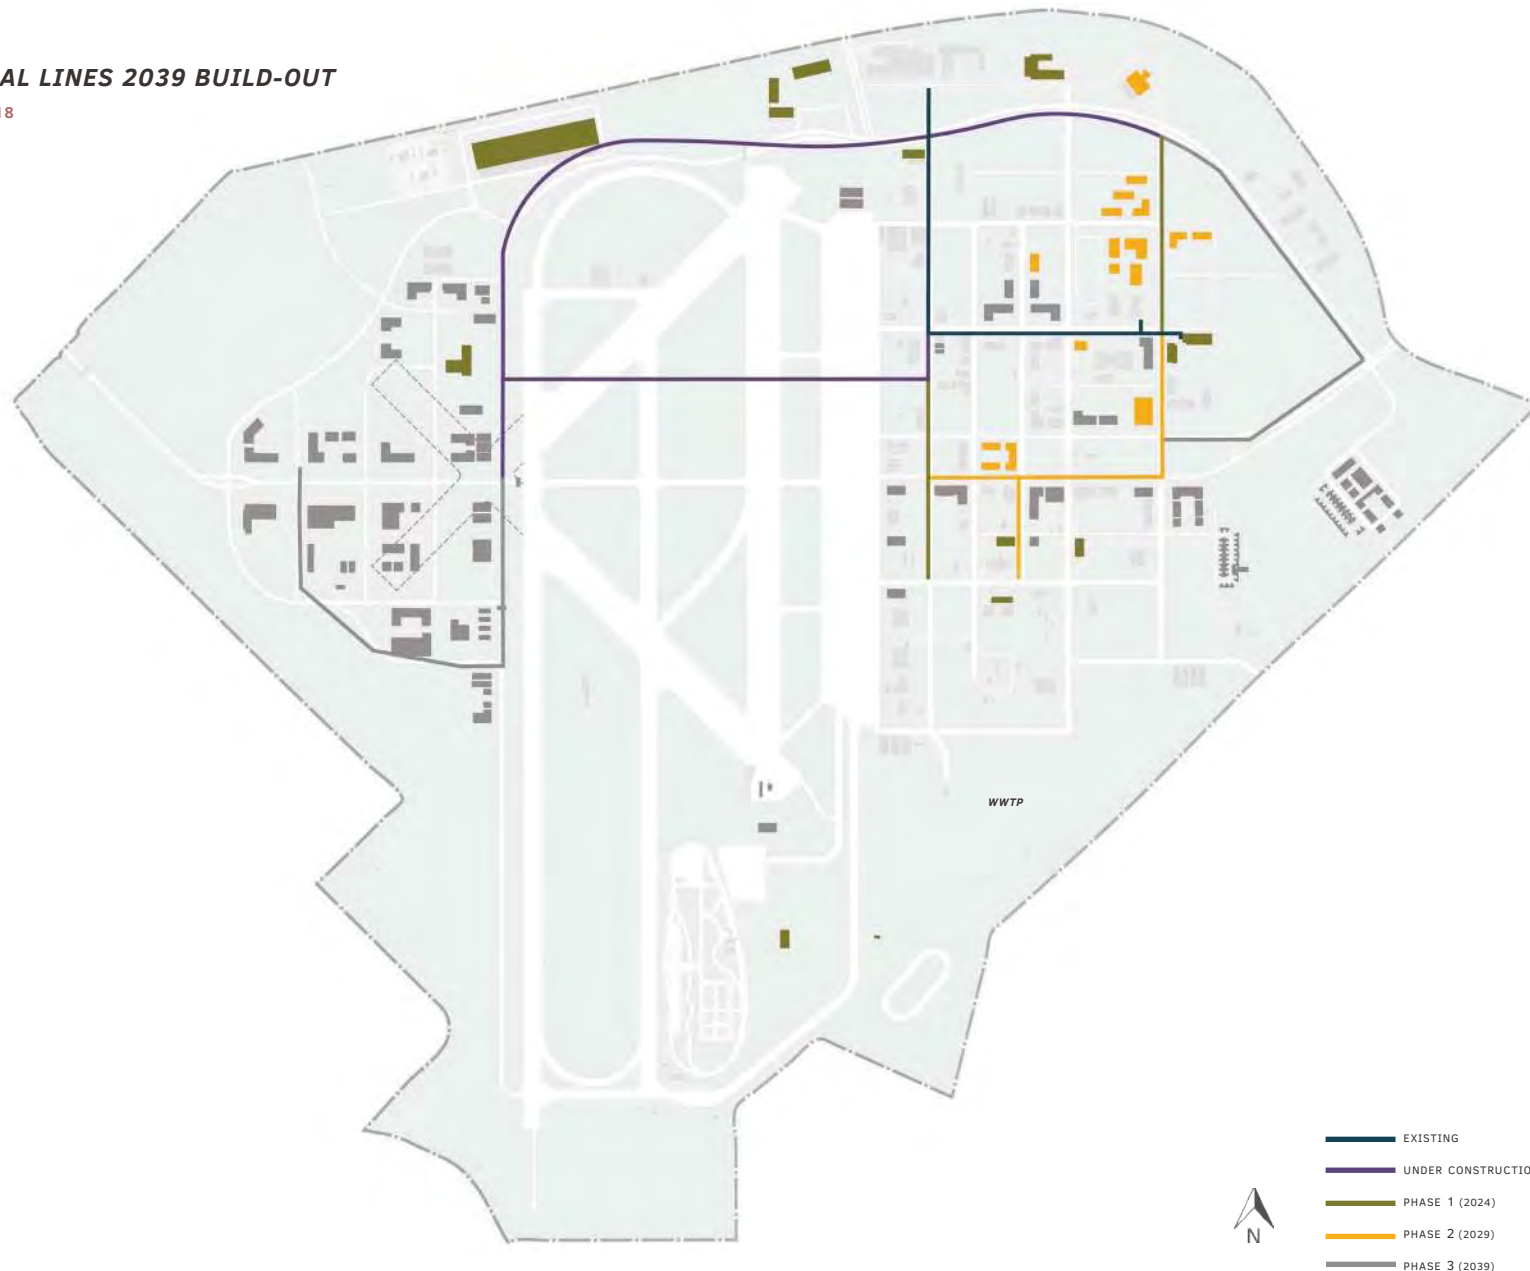 AL LINES 2039 BUILD-OUT
18
WWTP
EXISTING
UNDER CONSTRUCTIO
PHASE 1 (2024)
PHASE 2 (2029)
PHASE 3 (2039)
N